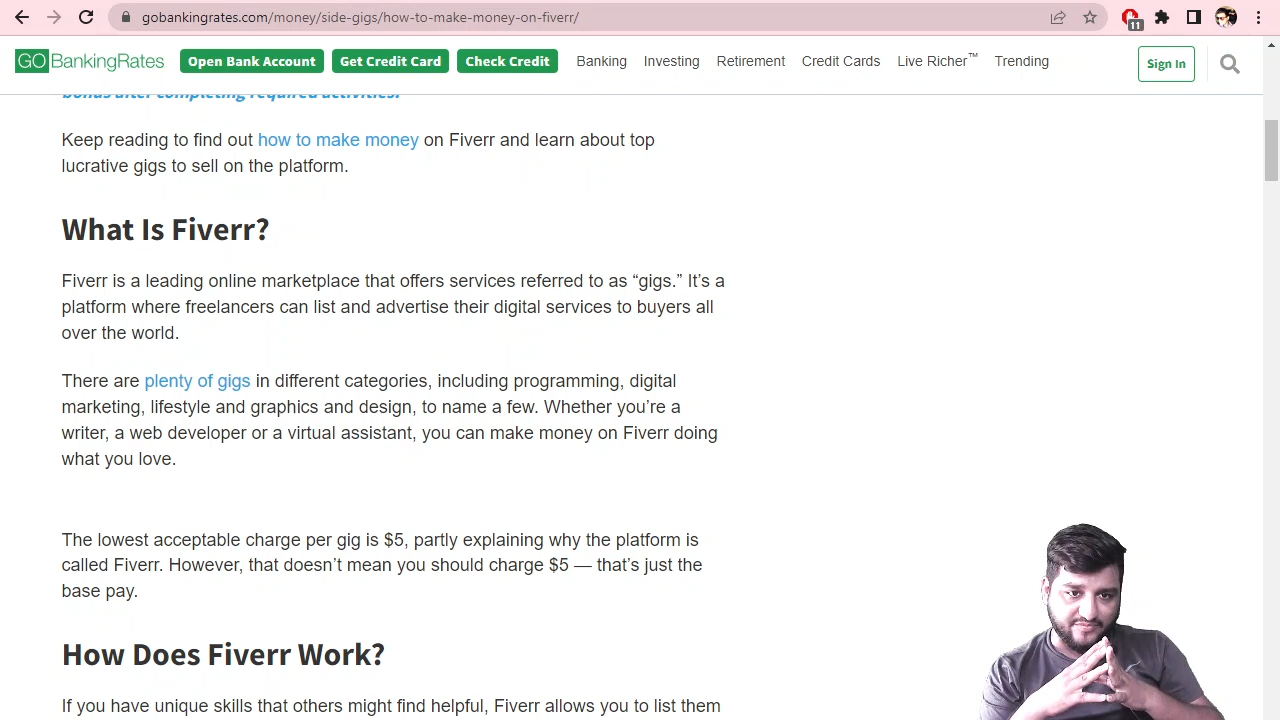 gobankingrates.com/money/side-gigs/how-to-make-money-on-fiverr/
11
GOBankingRates Open Bank Account Get Credit Card Check Credit Banking Investing Retirement Credit Cards Live Richer™ Trending Sign In
bonus after completing required activities.
Keep reading to find out how to make money on Fiverr and learn about top
lucrative gigs to sell on the platform.
What Is Fiverr?
Fiverr is a leading online marketplace that offers services referred to as “gigs.” It’s a
platform where freelancers can list and advertise their digital services to buyers all
over the world.
There are plenty of gigs in different categories, including programming, digital
marketing, lifestyle and graphics and design, to name a few. Whether you’re a
writer, a web developer or a virtual assistant, you can make money on Fiverr doing
what you love.
The lowest acceptable charge per gig is $5, partly explaining why the platform is
called Fiverr. However, that doesn’t mean you should charge $5 — that’s just the
base pay.
How Does Fiverr Work?
If you have unique skills that others might find helpful, Fiverr allows you to list them